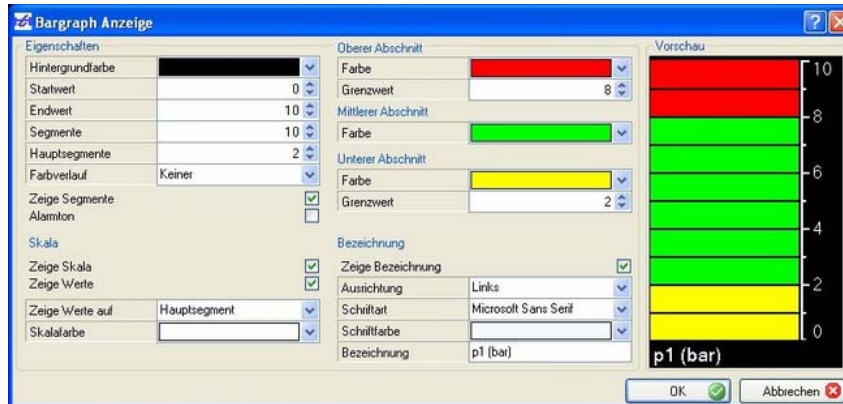 Bargraph Anzeige
Eigenschaften
Hintergrundfarbe
Startwert 0
Endwert 10
Segmente 10
Hauptsegmente 2
Farbverlauf Keiner
Zeige Segmente
Alarmton
Skala
Zeige Skala
Zeige Werte
Zeige Werte auf Hauptsegment
Skalafarbe
Oberer Abschnitt
Farbe
Grenzwert 8
Mittlerer Abschnitt
Farbe
Unterer Abschnitt
Farbe
Grenzwert 2
Bezeichnung
Zeige Bezeichnung
Ausrichtung Links
Schriftart Microsoft Sans Serif
Schriftfarbe
Bezeichnung p1 (bar)
Vorschau
10
8
6
4
2
0
p1 (bar)
OK Abbrechen